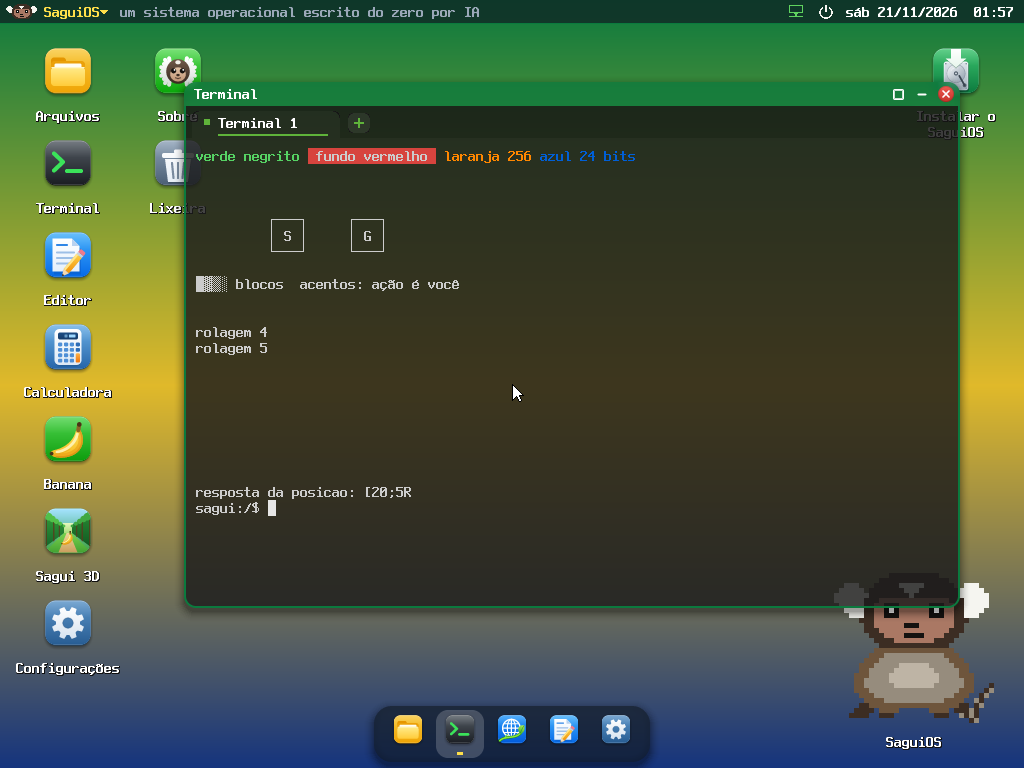 SaguiOS um sistema operacional escrito do zero por IA sáb 21/11/2026 01:57
Arquivos
Terminal
Editor
Calculadora
Banana
Sagui 3D
Configurações
Sobre
Lixeira
Instalar o
SaguiOS
Terminal
Terminal 1 +
verde negrito fundo vermelho laranja 256 azul 24 bits
S G
blocos acentos: ação é você
rolagem 4
rolagem 5
resposta da posicao: [20;5R
sagui:/$
SaguiOS